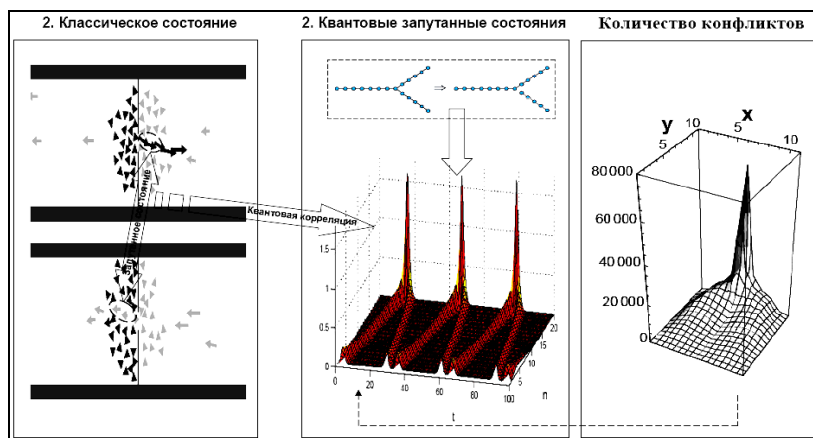 2. Классическое состояние
2. Квантовые запутанные состояния
Количество конфликтов
Запутанное состояние
Квантовая корреляция
⇒
1.5
1
0.5
0
0
20
40
60
80
100
t
5
10
15
20
n
y
x
5
10
5
10
80 000
60 000
40 000
20 000
0